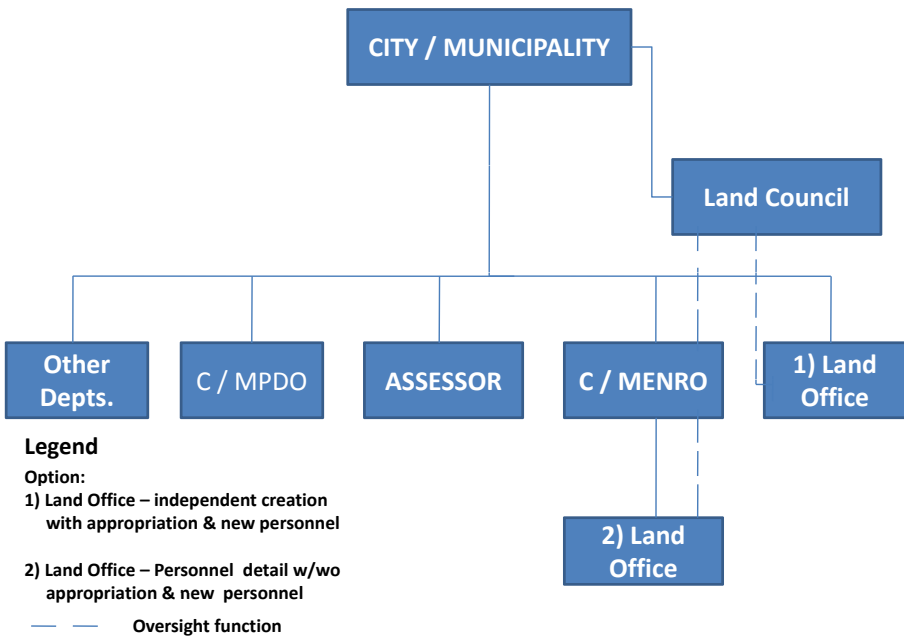 CITY / MUNICIPALITY
Land Council
Other
Depts.
C / MPDO
ASSESSOR
C / MENRO
1) Land
Office
2) Land
Office
Legend
Option:
1) Land Office – independent creation
with appropriation & new personnel
2) Land Office – Personnel detail w/wo
appropriation & new personnel
Oversight function